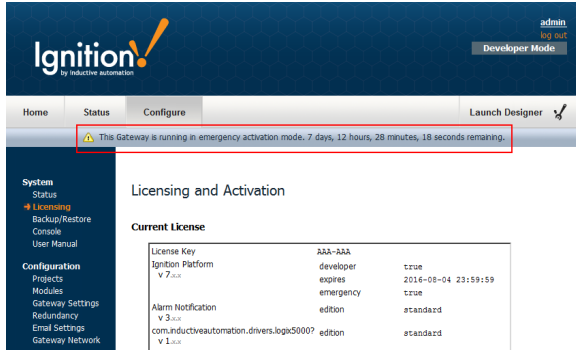 admin
log out
Developer Mode
Ignition!
by inductive automation
Home Status Configure Launch Designer
This Gateway is running in emergency activation mode. 7 days, 12 hours, 28 minutes, 18 seconds remaining.
System
Status
Licensing
Backup/Restore
Console
User Manual
Configuration
Projects
Modules
Gateway Settings
Redundancy
Email Settings
Gateway Network
Licensing and Activation
Current License
License Key AAA-AAA
Ignition Platform developer true
v 7.x.x expires 2016-08-04 23:59:59
emergency true
Alarm Notification edition standard
v 3.x.x
com.inductiveautomation.drivers.logix5000? edition standard
v 1.x.x